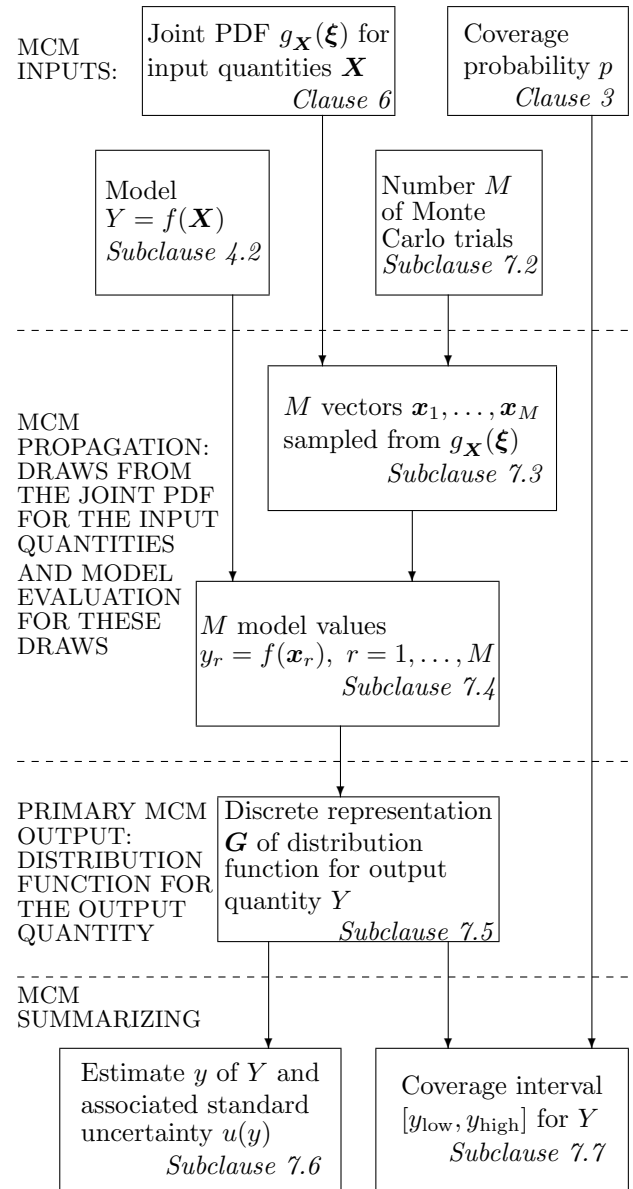 MCM
INPUTS:
Joint PDF g_X(ξ) for
input quantities X
Clause 6
Coverage
probability p
Clause 3
Model
Y = f(X)
Subclause 4.2
Number M
of Monte
Carlo trials
Subclause 7.2
MCM
PROPAGATION:
DRAWS FROM
THE JOINT PDF
FOR THE INPUT
QUANTITIES
AND MODEL
EVALUATION
FOR THESE
DRAWS
M vectors x_1, . . . , x_M
sampled from g_X(ξ)
Subclause 7.3
M model values
y_r = f(x_r), r = 1, . . . , M
Subclause 7.4
PRIMARY MCM
OUTPUT:
DISTRIBUTION
FUNCTION FOR
THE OUTPUT
QUANTITY
Discrete representation
G of distribution
function for output
quantity Y
Subclause 7.5
MCM
SUMMARIZING
Estimate y of Y and
associated standard
uncertainty u(y)
Subclause 7.6
Coverage interval
[y_low, y_high] for Y
Subclause 7.7